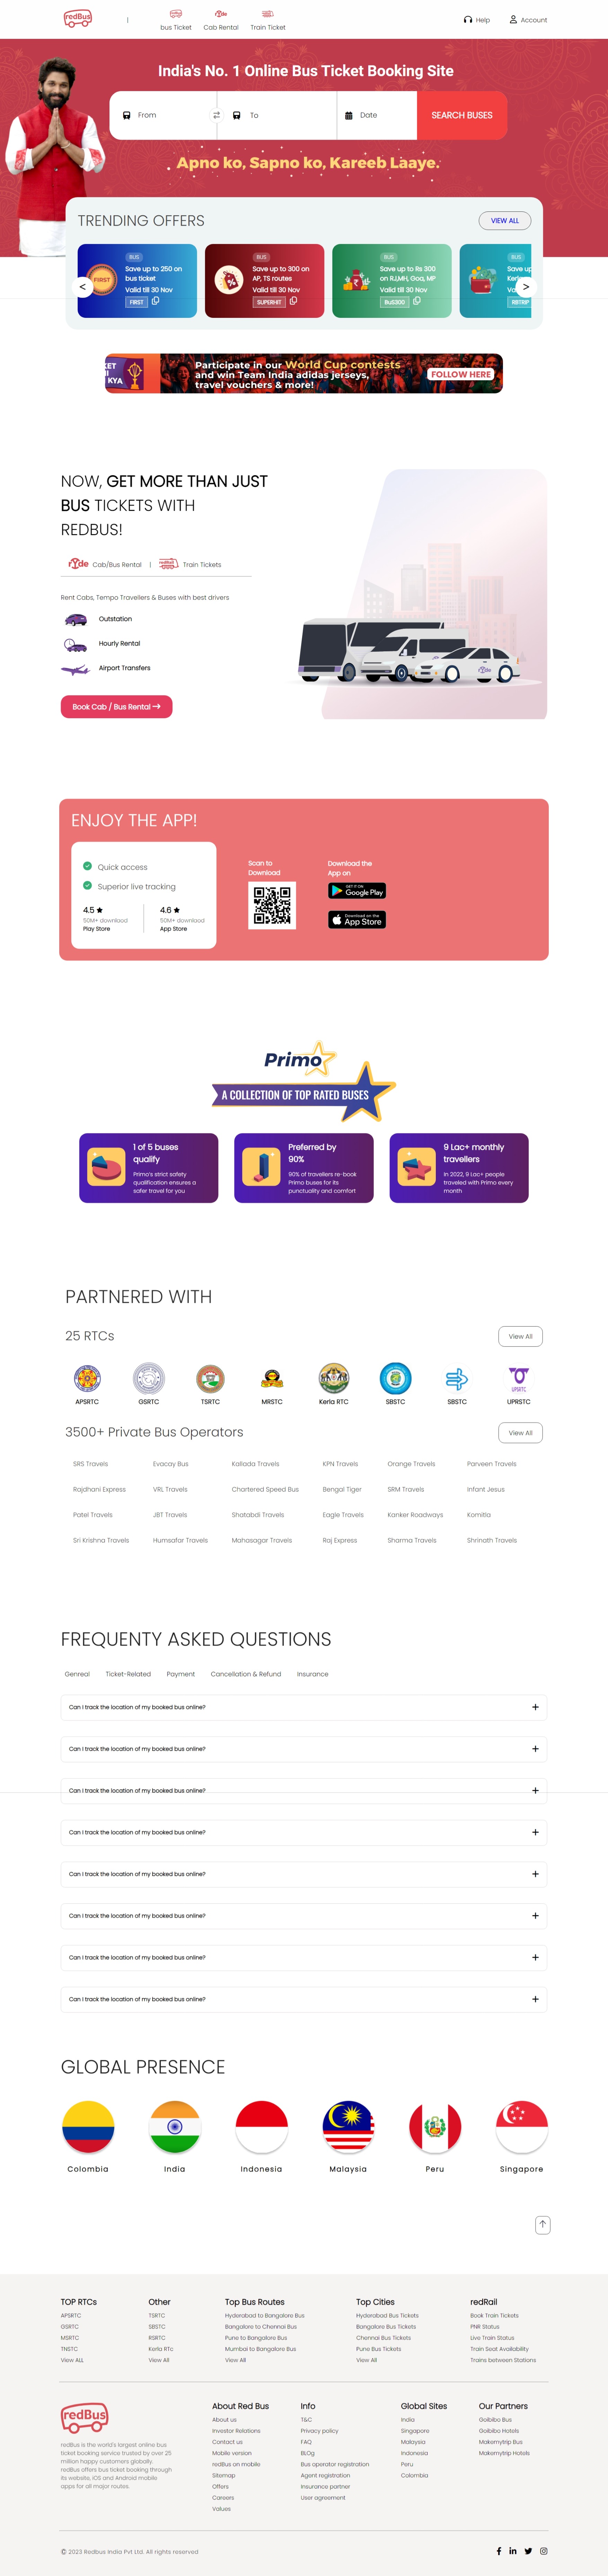 redBus
|
bus Ticket
Cab Rental
Train Ticket
Help
Account
India's No. 1 Online Bus Ticket Booking Site
From
To
Date
SEARCH BUSES
Apno ko, Sapno ko, Kareeb Laaye.
TRENDING OFFERS
VIEW ALL
FIRST
BUS
Save up to 250 on
bus ticket
Valid till 30 Nov
FIRST
BUS
Save up to 300 on
AP, TS routes
Valid till 30 Nov
SUPERHIT
BUS
Save up to Rs 300
on RJ,MH, Goa, MP
Valid till 30 Nov
BUS300
BUS
Save up
<
>
Participate in our World Cup contests
and win Team India adidas jerseys,
travel vouchers & more!
KYA
FOLLOW HERE
NOW, GET MORE THAN JUST
BUS TICKETS WITH
REDBUS!
rYde Cab/Bus Rental | redRail Train Tickets
Rent Cabs, Tempo Travellers & Buses with best drivers
Outstation
Hourly Rental
Airport Transfers
Book Cab / Bus Rental →
ENJOY THE APP!
Quick access
Superior live tracking
4.5 ★
50M+ downlaod
Play Store
4.6 ★
50M+ downlaod
App Store
Scan to
Download
Download the
App on
GET IT ON
Google Play
Download on the
App Store
Primo
A COLLECTION OF TOP RATED BUSES
1 of 5 buses
qualify
Primo's strict safety
qualification ensures a
safer travel for you
Preferred by
90%
90% of travellers re-book
Primo buses for its
punctuality and comfort
9 Lac+ monthly
travellers
In 2022, 9 Lac+ people
traveled with Primo every
month
PARTNERED WITH
25 RTCs
View All
APSRTC
GSRTC
TSRTC
MRSTC
Kerla RTC
SBSTC
SBSTC
UPSRTC
UPRSTC
3500+ Private Bus Operators
View All
SRS Travels
Evacay Bus
Kallada Travels
KPN Travels
Orange Travels
Parveen Travels
Rajdhani Express
VRL Travels
Chartered Speed Bus
Bengal Tiger
SRM Travels
Infant Jesus
Patel Travels
JBT Travels
Shatabdi Travels
Eagle Travels
Kanker Roadways
Komitla
Sri Krishna Travels
Humsafar Travels
Mahasagar Travels
Raj Express
Sharma Travels
Shrinath Travels
FREQUENTY ASKED QUESTIONS
Genreal
Ticket-Related
Payment
Cancellation & Refund
Insurance
Can I track the location of my booked bus online?
Can I track the location of my booked bus online?
Can I track the location of my booked bus online?
Can I track the location of my booked bus online?
Can I track the location of my booked bus online?
Can I track the location of my booked bus online?
Can I track the location of my booked bus online?
Can I track the location of my booked bus online?
GLOBAL PRESENCE
Colombia
India
Indonesia
Malaysia
Peru
Singapore
TOP RTCs
APSRTC
GSRTC
MSRTC
TNSTC
View ALL
Other
TSRTC
SBSTC
RSRTC
Kerla RTc
View All
Top Bus Routes
Hyderabad to Bangalore Bus
Bangalore to Chennai Bus
Pune to Bangalore Bus
Mumbai to Bangalore Bus
View All
Top Cities
Hyderabad Bus Tickets
Bangalore Bus Tickets
Chennai Bus Tickets
Pune Bus Tickets
View All
redRail
Book Train Tickets
PNR Status
Live Train Status
Train Seat Availability
Trains between Stations
redBus
redBus is the world's largest online bus
ticket booking service trusted by over 25
million happy customers globally.
redBus offers bus ticket booking through
its website, iOS and Android mobile
apps for all major routes.
About Red Bus
About us
Investor Relations
Contact us
Mobile version
redBus on mobile
Sitemap
Offers
Careers
Values
Info
T&C
Privacy policy
FAQ
BLOg
Bus operator registration
Agent registration
Insurance partner
User agreement
Global Sites
India
Singapore
Malaysia
Indonesia
Peru
Colombia
Our Partners
Goibibo Bus
Goibibo Hotels
Makemytrip Bus
Makemytrip Hotels
© 2023 Redbus India Pvt Ltd. All rights reserved